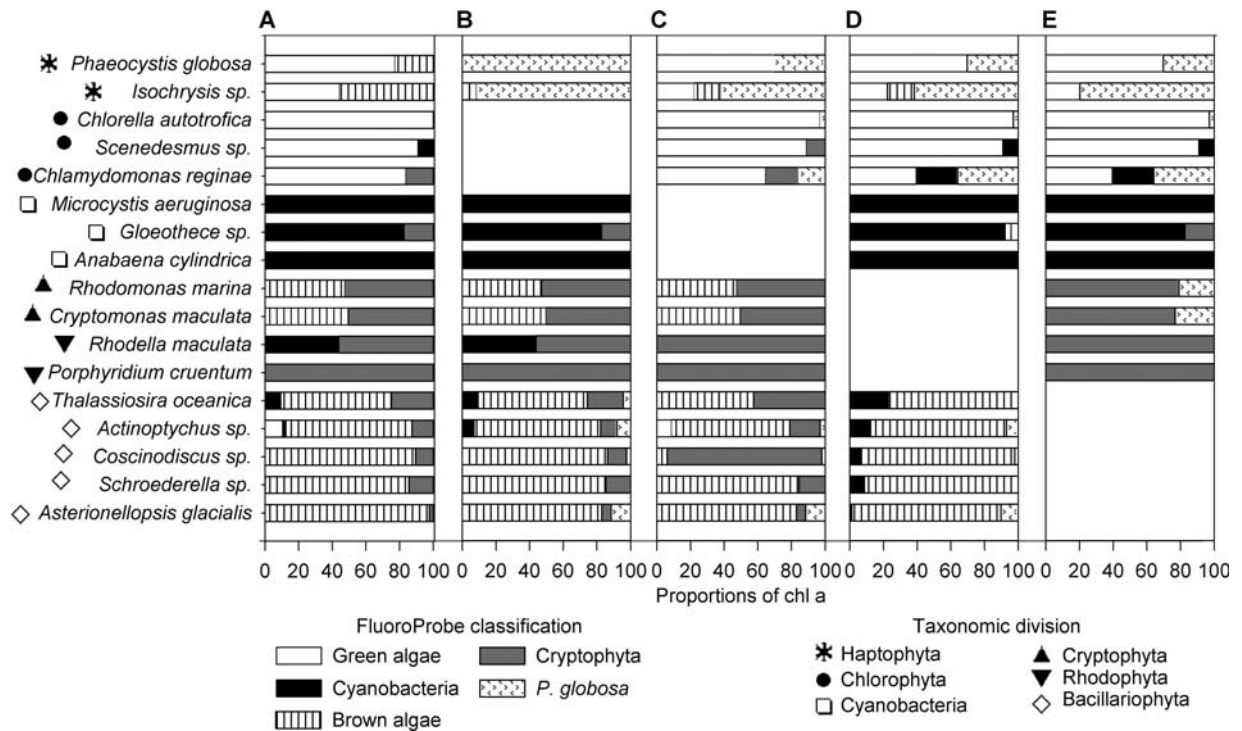 A B C D E
Phaeocystis globosa
Isochrysis sp.
Chlorella autotrofica
Scenedesmus sp.
Chlamydomonas reginae
Microcystis aeruginosa
Gloeothece sp.
Anabaena cylindrica
Rhodomonas marina
Cryptomonas maculata
Rhodella maculata
Porphyridium cruentum
Thalassiosira oceanica
Actinoptychus sp.
Coscinodiscus sp.
Schroederella sp.
Asterionellopsis glacialis
0 20 40 60 80 100 0 20 40 60 80 100 0 20 40 60 80 100 0 20 40 60 80 100 0 20 40 60 80 100
Proportions of chl a
FluoroProbe classification
Green algae
Cyanobacteria
Brown algae
Cryptophyta
P. globosa
Taxonomic division
Haptophyta
Chlorophyta
Cyanobacteria
Cryptophyta
Rhodophyta
Bacillariophyta